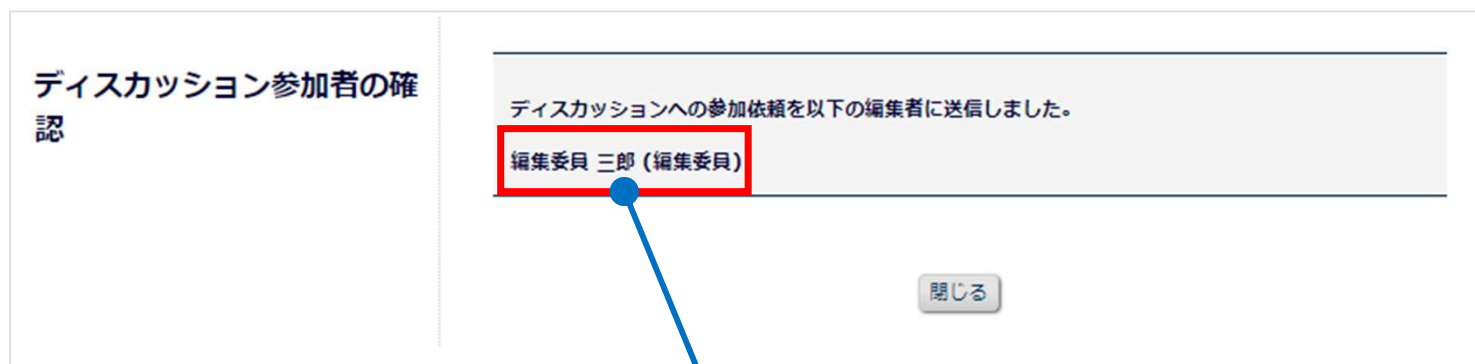 ディスカッション参加者の確
認
ディスカッションへの参加依頼を以下の編集者に送信しました。
編集委員 三郎 (編集委員)
閉じる